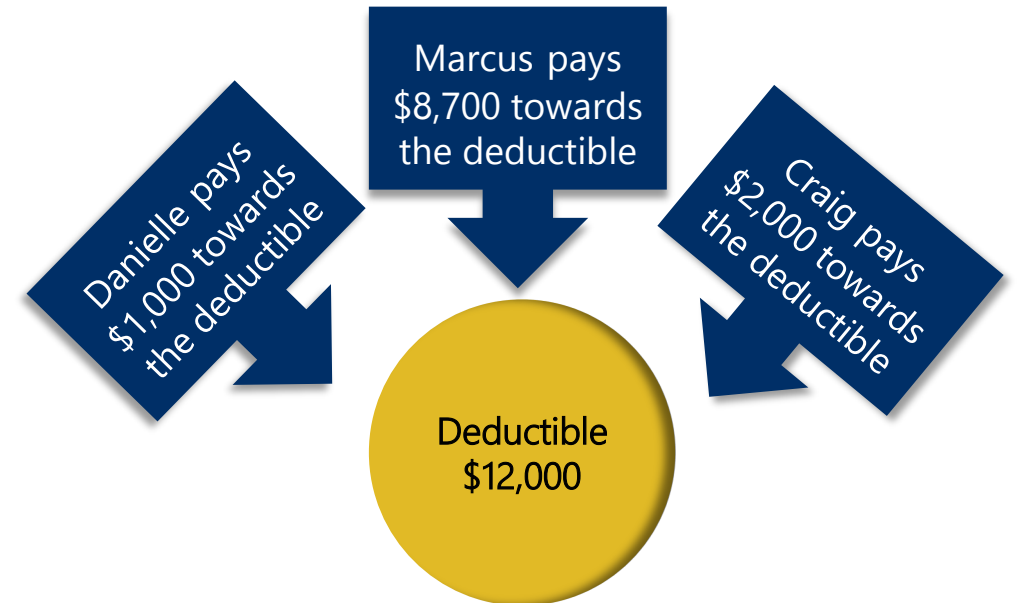 Danielle pays
$1,000 towards
the deductible
Marcus pays
$8,700 towards
the deductible
Craig pays
$2,000 towards
the deductible
Deductible
$12,000